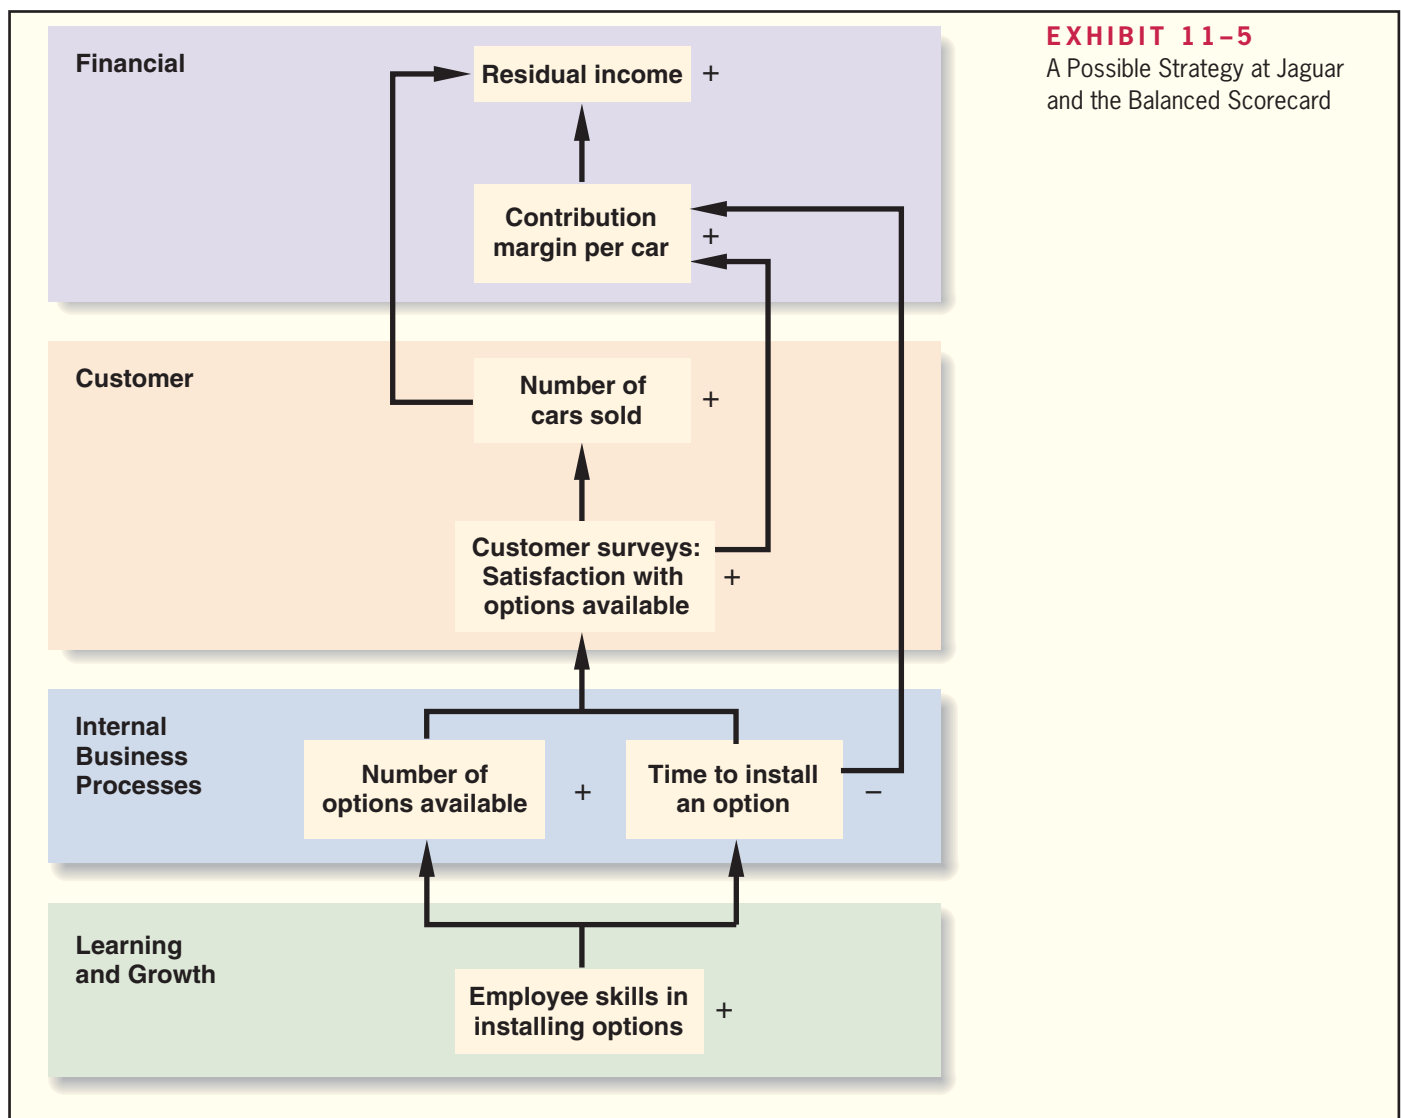 EXHIBIT 11–5
A Possible Strategy at Jaguar
and the Balanced Scorecard
Financial
Residual income +
Contribution
margin per car
+
Customer
Number of
cars sold
+
Customer surveys:
Satisfaction with
options available
+
Internal
Business
Processes
Number of
options available
+
Time to install
an option
–
Learning
and Growth
Employee skills in
installing options
+